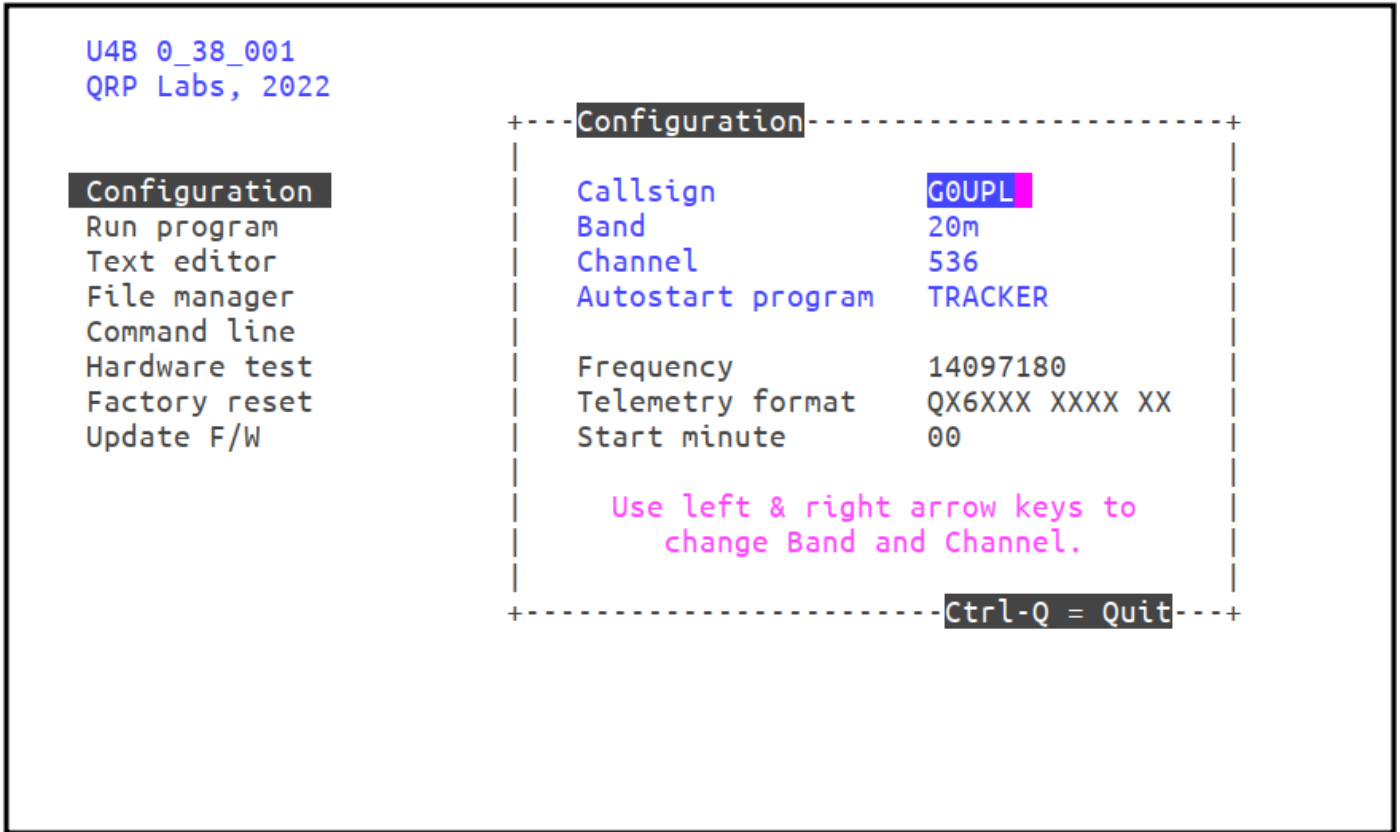 U4B 0_38_001
QRP Labs, 2022
Configuration
Run program
Text editor
File manager
Command line
Hardware test
Factory reset
Update F/W
+---Configuration------------------------+
Callsign G0UPL
Band 20m
Channel 536
Autostart program TRACKER
Frequency 14097180
Telemetry format QX6XXX XXXX XX
Start minute 00
Use left & right arrow keys to
change Band and Channel.
+------------------------Ctrl-Q = Quit---+